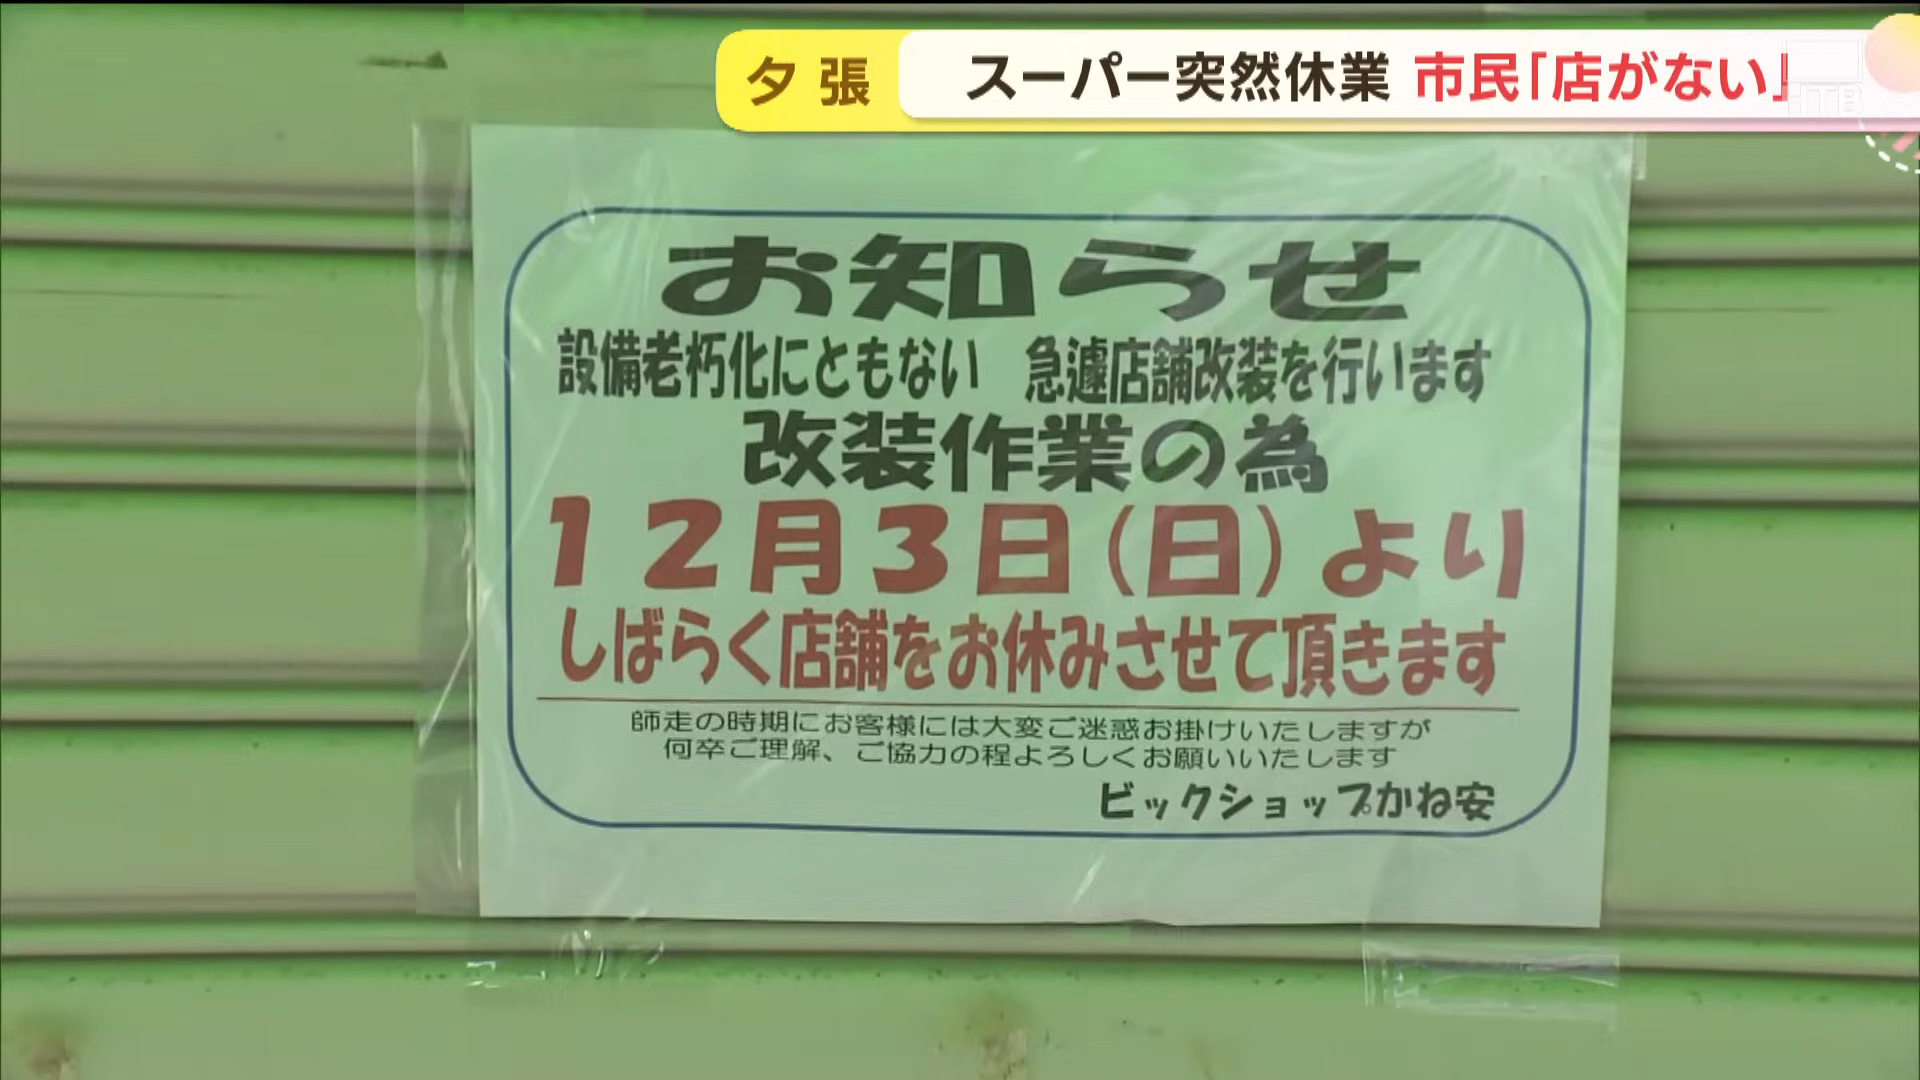 夕張
スーパー突然休業 市民「店がない」
HTB
お知らせ
設備老朽化にともない 急遽店舗改装を行います
改装作業の為
12月3日(日)より
しばらく店舗をお休みさせて頂きます
師走の時期にお客様には大変ご迷惑お掛けいたしますが
何卒ご理解、ご協力の程よろしくお願いいたします
ビックショップかね安